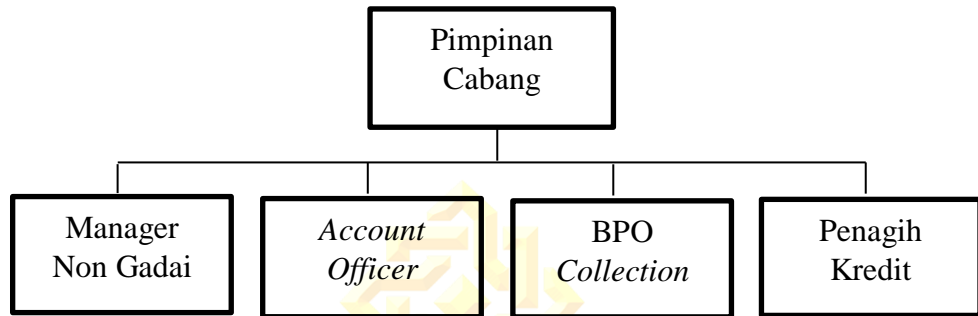 Pimpinan
Cabang
Manager
Non Gadai
Account
Officer
BPO
Collection
Penagih
Kredit